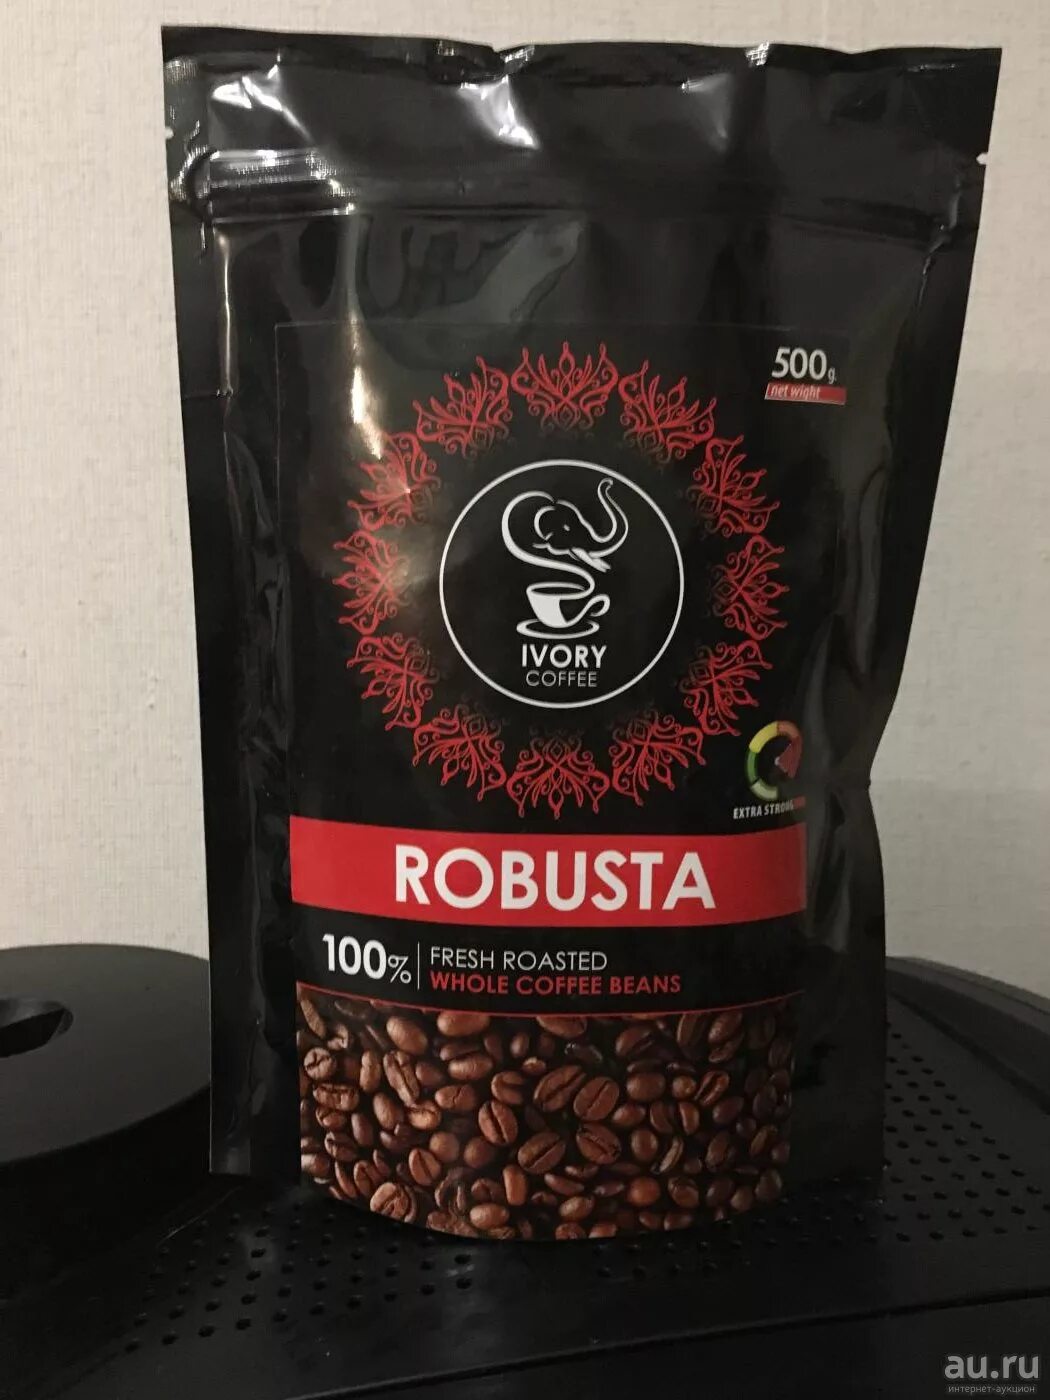 500g
net wight
IVORY
COFFEE
EXTRA STRONG
ROBUSTA
100%
FRESH ROASTED
WHOLE COFFEE BEANS
au.ru
интернет-аукцион